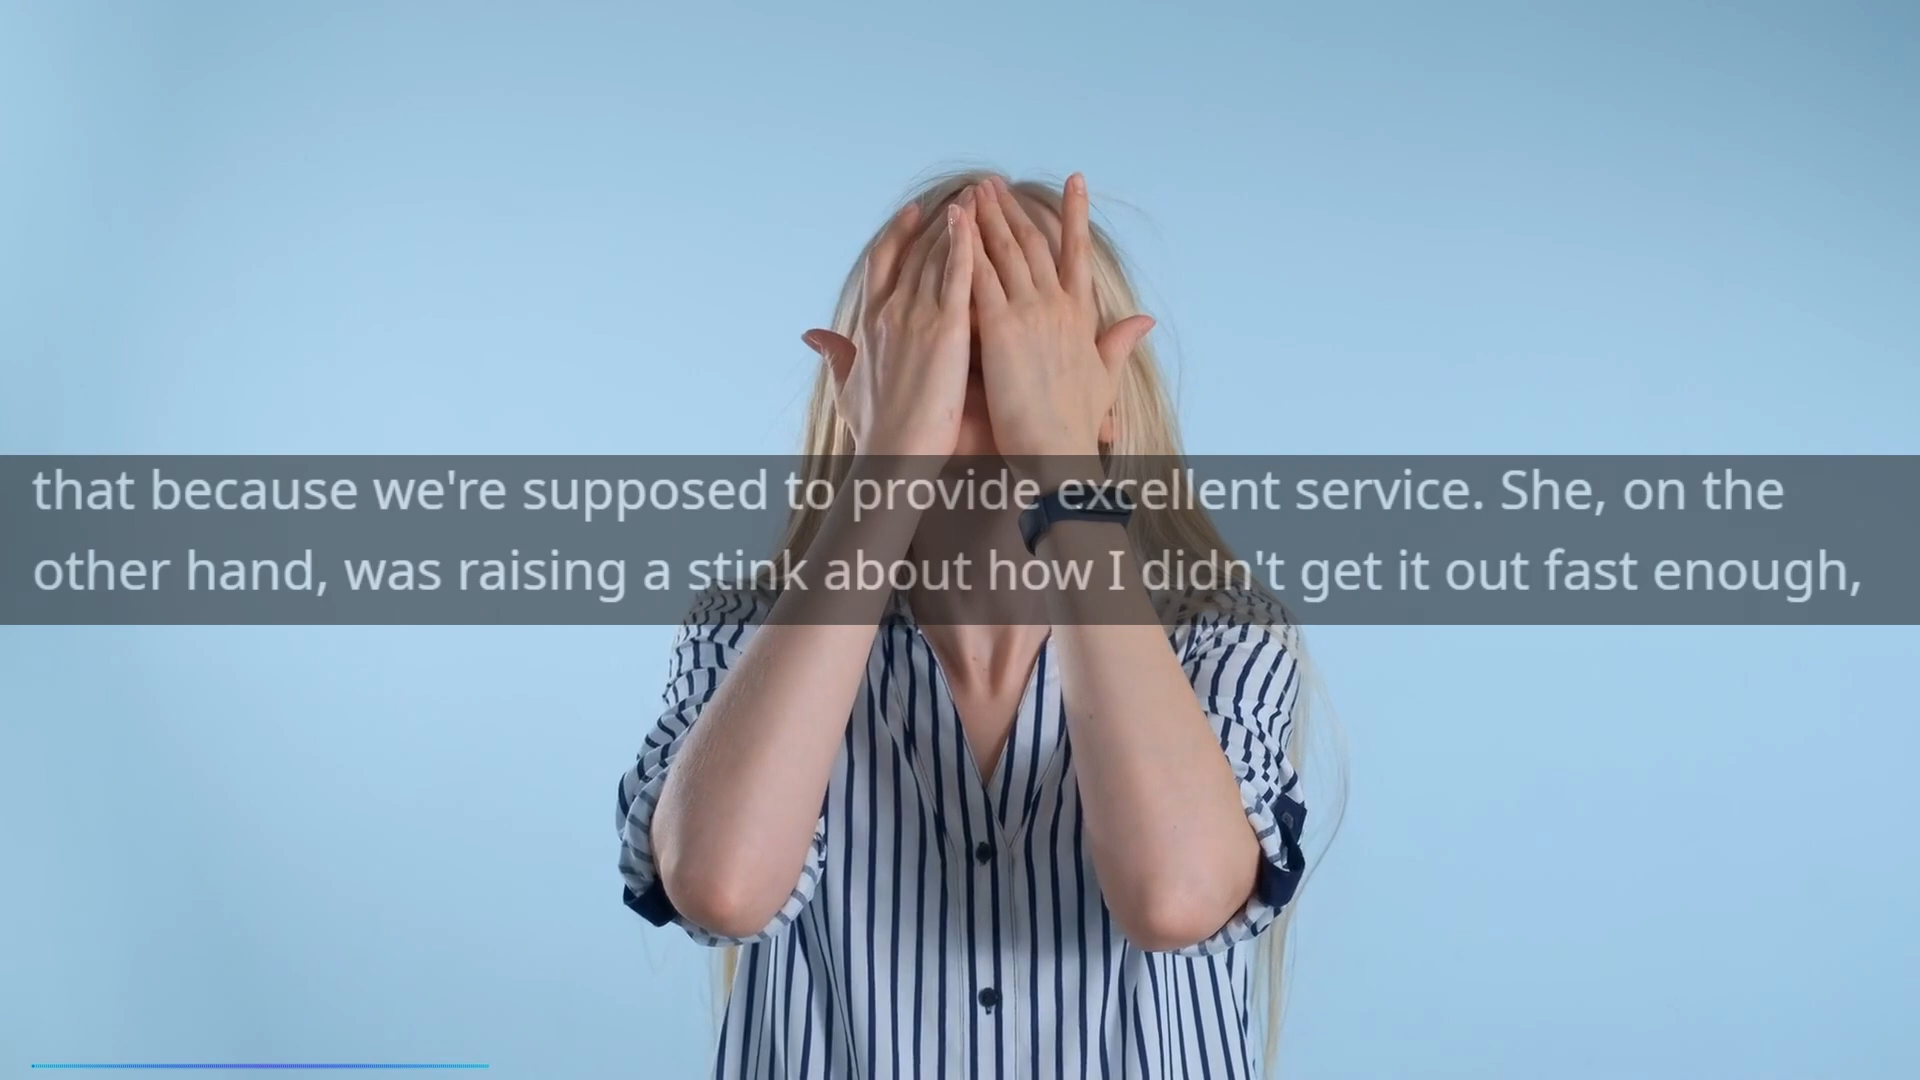 that because we're supposed to provide excellent service. She, on the
other hand, was raising a stink about how I didn't get it out fast enough,